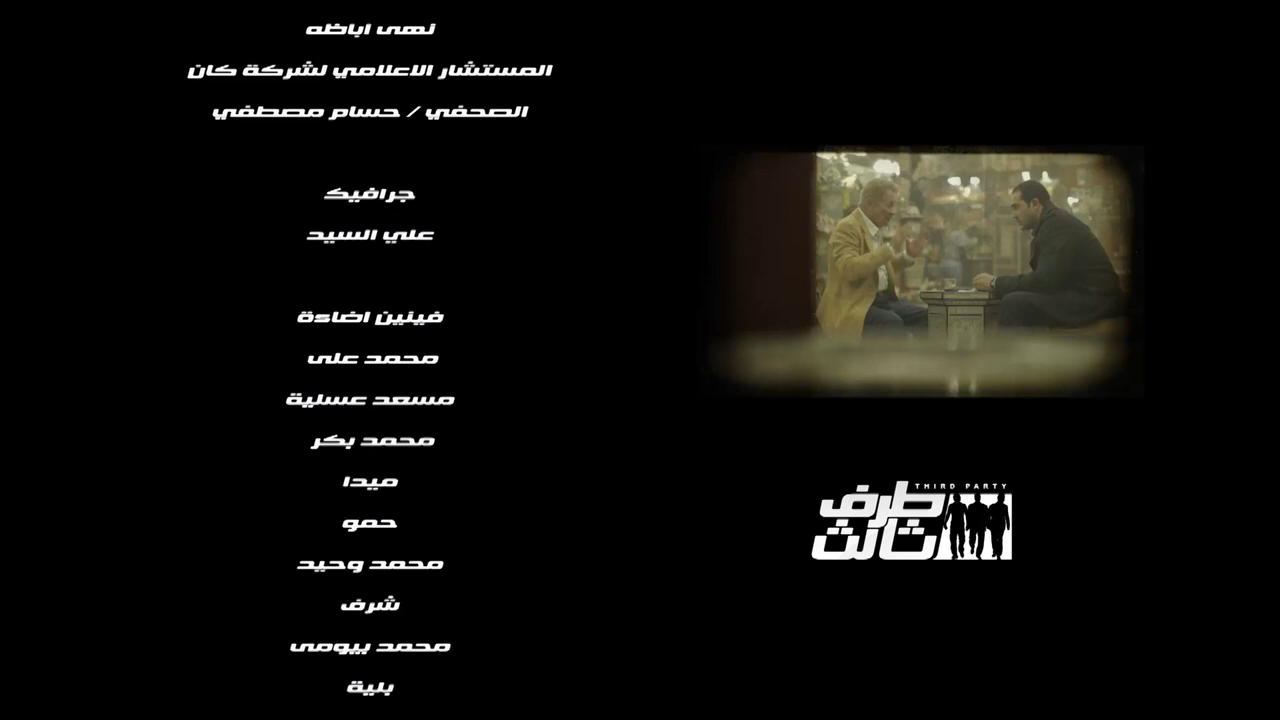 نهى اباظه
المستشار الاعلامي لشركة كان
الصحفي / حسام مصطفي
جرافيك
علي السيد
فينين اضاءة
محمد على
مسعد عسلية
محمد بكر
ميدا
حمو
محمد وحيد
شرف
محمد بيومى
بلية
THIRD PARTY
طرف
ثالث